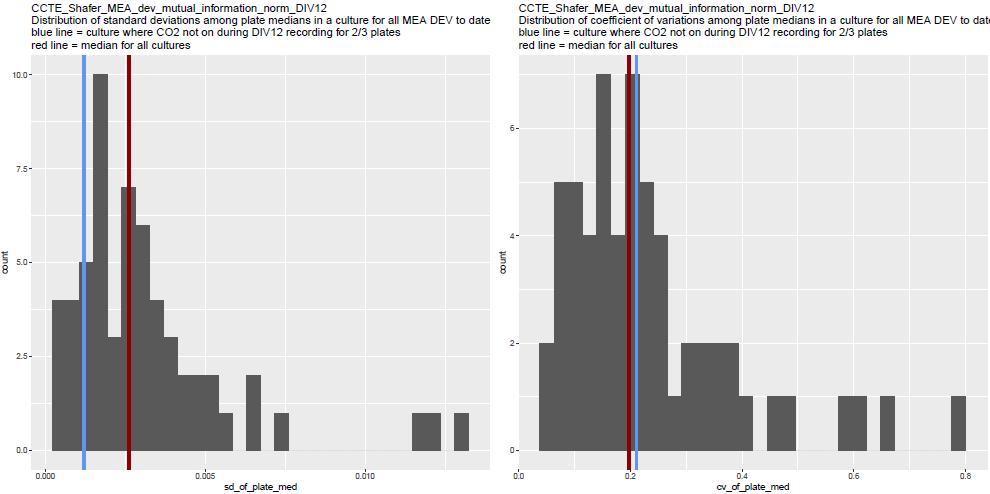 CCTE_Shafer_MEA_dev_mutual_information_norm_DIV12
Distribution of standard deviations among plate medians in a culture for all MEA DEV to date
blue line = culture where CO2 not on during DIV12 recording for 2/3 plates
red line = median for all cultures
10.0
7.5
5.0
2.5
0.0
count
0.000
0.005
0.010
sd_of_plate_med
CCTE_Shafer_MEA_dev_mutual_information_norm_DIV12
Distribution of coefficient of variations among plate medians in a culture for all MEA DEV to dat
blue line = culture where CO2 not on during DIV12 recording for 2/3 plates
red line = median for all cultures
6
4
2
0
count
0.0
0.2
0.4
0.6
0.8
cv_of_plate_med